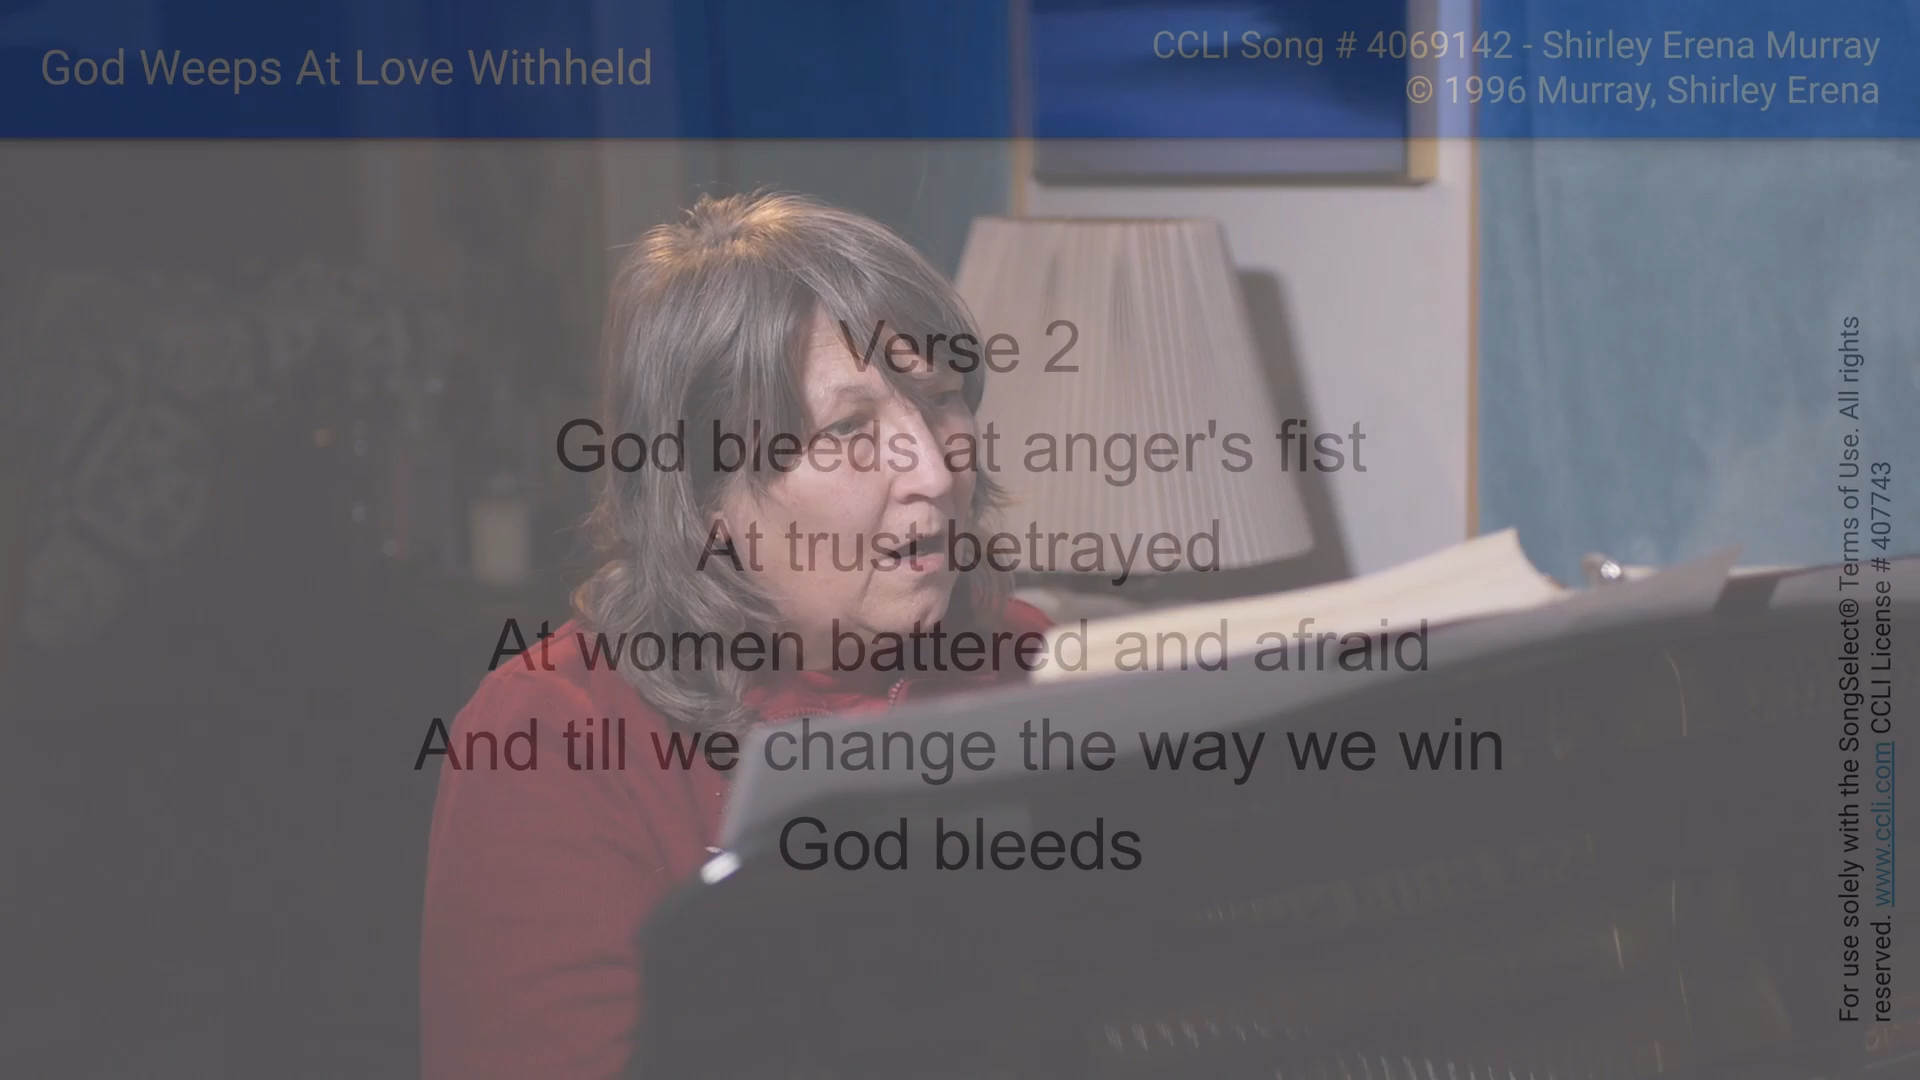 God Weeps At Love Withheld
CCLI Song # 4069142 - Shirley Erena Murray
© 1996 Murray, Shirley Erena
Verse 2
God bleeds at anger's fist
At trust betrayed
At women battered and afraid
And till we change the way we win
God bleeds
For use solely with the SongSelect® Terms of Use. All rights
reserved. www.ccli.com CCLI License # 407743